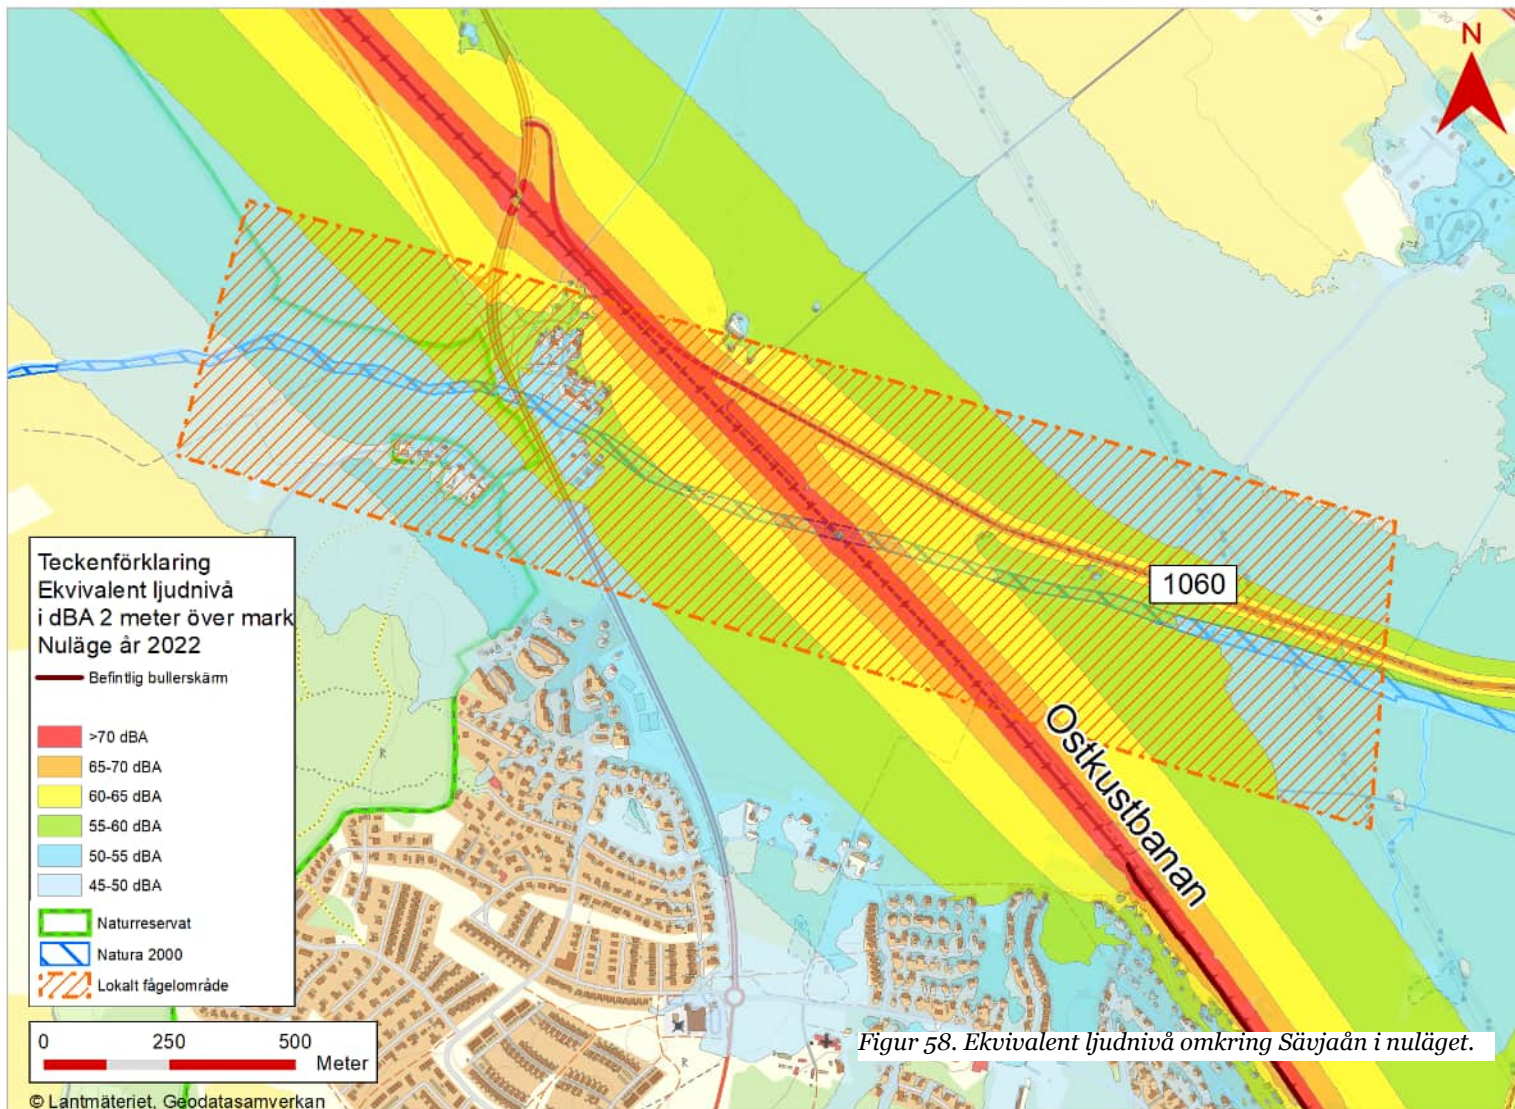 N
1060
Ostkustbanan
Teckenförklaring
Ekvivalent ljudnivå
i dBA 2 meter över mark
Nuläge år 2022
Befintlig bullerskärm
>70 dBA
65-70 dBA
60-65 dBA
55-60 dBA
50-55 dBA
45-50 dBA
Naturreservat
Natura 2000
Lokalt fågelområde
0 250 500
Meter
© Lantmäteriet, Geodatasamverkan
Figur 58. Ekvivalent ljudnivå omkring Sävjaån i nuläget.